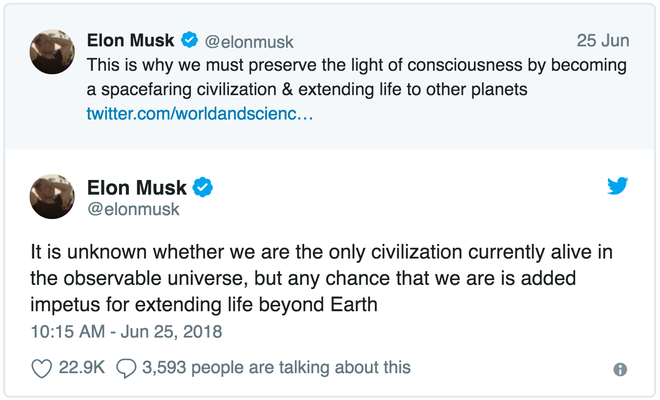 Elon Musk @elonmusk 25 Jun
This is why we must preserve the light of consciousness by becoming
a spacefaring civilization & extending life to other planets
twitter.com/worldandscienc…
Elon Musk
@elonmusk
It is unknown whether we are the only civilization currently alive in
the observable universe, but any chance that we are is added
impetus for extending life beyond Earth
10:15 AM - Jun 25, 2018
22.9K 3,593 people are talking about this